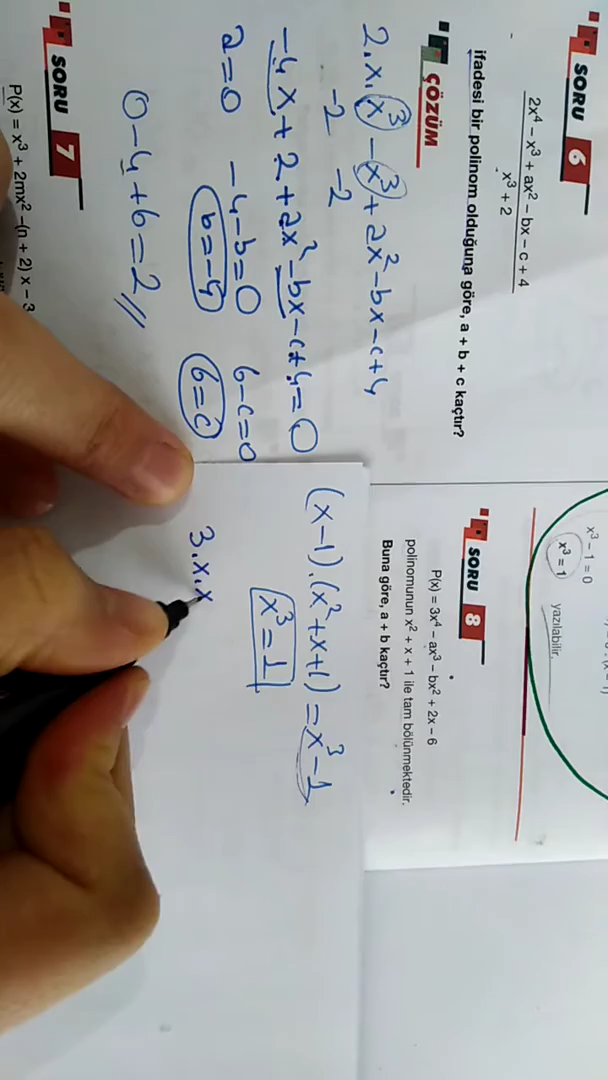 SORU 6
2x⁴ − x³ + ax² − bx − c + 4
x³ + 2
ifadesi bir polinom olduğuna göre, a + b + c kaçtır?
ÇÖZÜM
2.x.x³ − x³ + ax² − bx − c + 4
−2 −2
−4x + 2 + ax² − bx − c + 4 = 0
a = 0 −4 − b = 0 6 − c = 0
b = −4 6 = c
0 − 4 + 6 = 2 //
SORU 7
P(x) = x³ + 2mx² −(n + 2) x − 3
x³ − 1 = 0
x³ = 1 yazılabilir.
SORU 8
P(x) = 3x⁴ − ax³ − bx² + 2x − 6
polinomunun x² + x + 1 ile tam bölünmektedir.
Buna göre, a + b kaçtır?
(x−1).(x²+x+1) = x³−1
x³ = 1
3.x.x